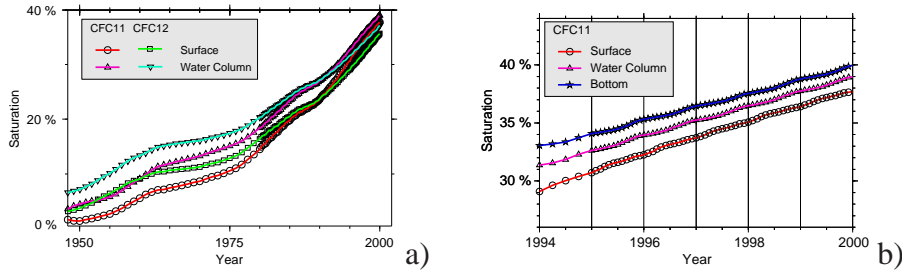 40 %
20 %
0 %
Saturation
1950
1975
2000
Year
CFC11 CFC12
Surface
Water Column
a)
40 %
35 %
30 %
Saturation
1994
1996
1998
2000
Year
CFC11
Surface
Water Column
Bottom
b)